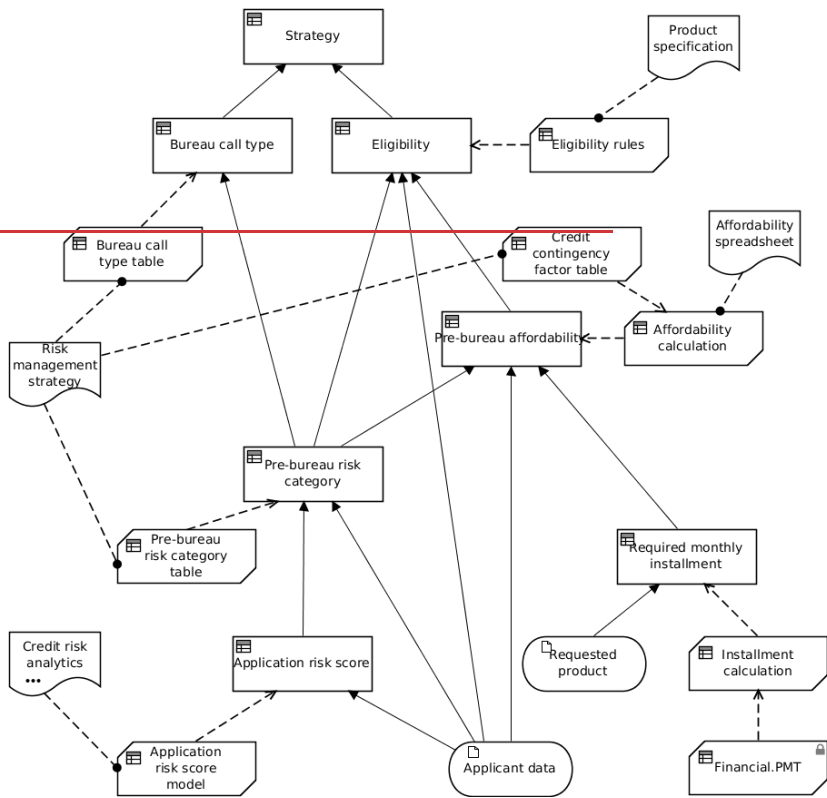 Strategy
Product
specification
Bureau call type
Eligibility
Eligibility rules
Bureau call
type table
Credit
contingency
factor table
Affordability
spreadsheet
Pre-bureau affordability
Affordability
calculation
Risk
management
strategy
Pre-bureau risk
category
Pre-bureau
risk category
table
Required monthly
installment
Credit risk
analytics
Application risk score
Requested
product
Installment
calculation
Application
risk score
model
Applicant data
Financial.PMT